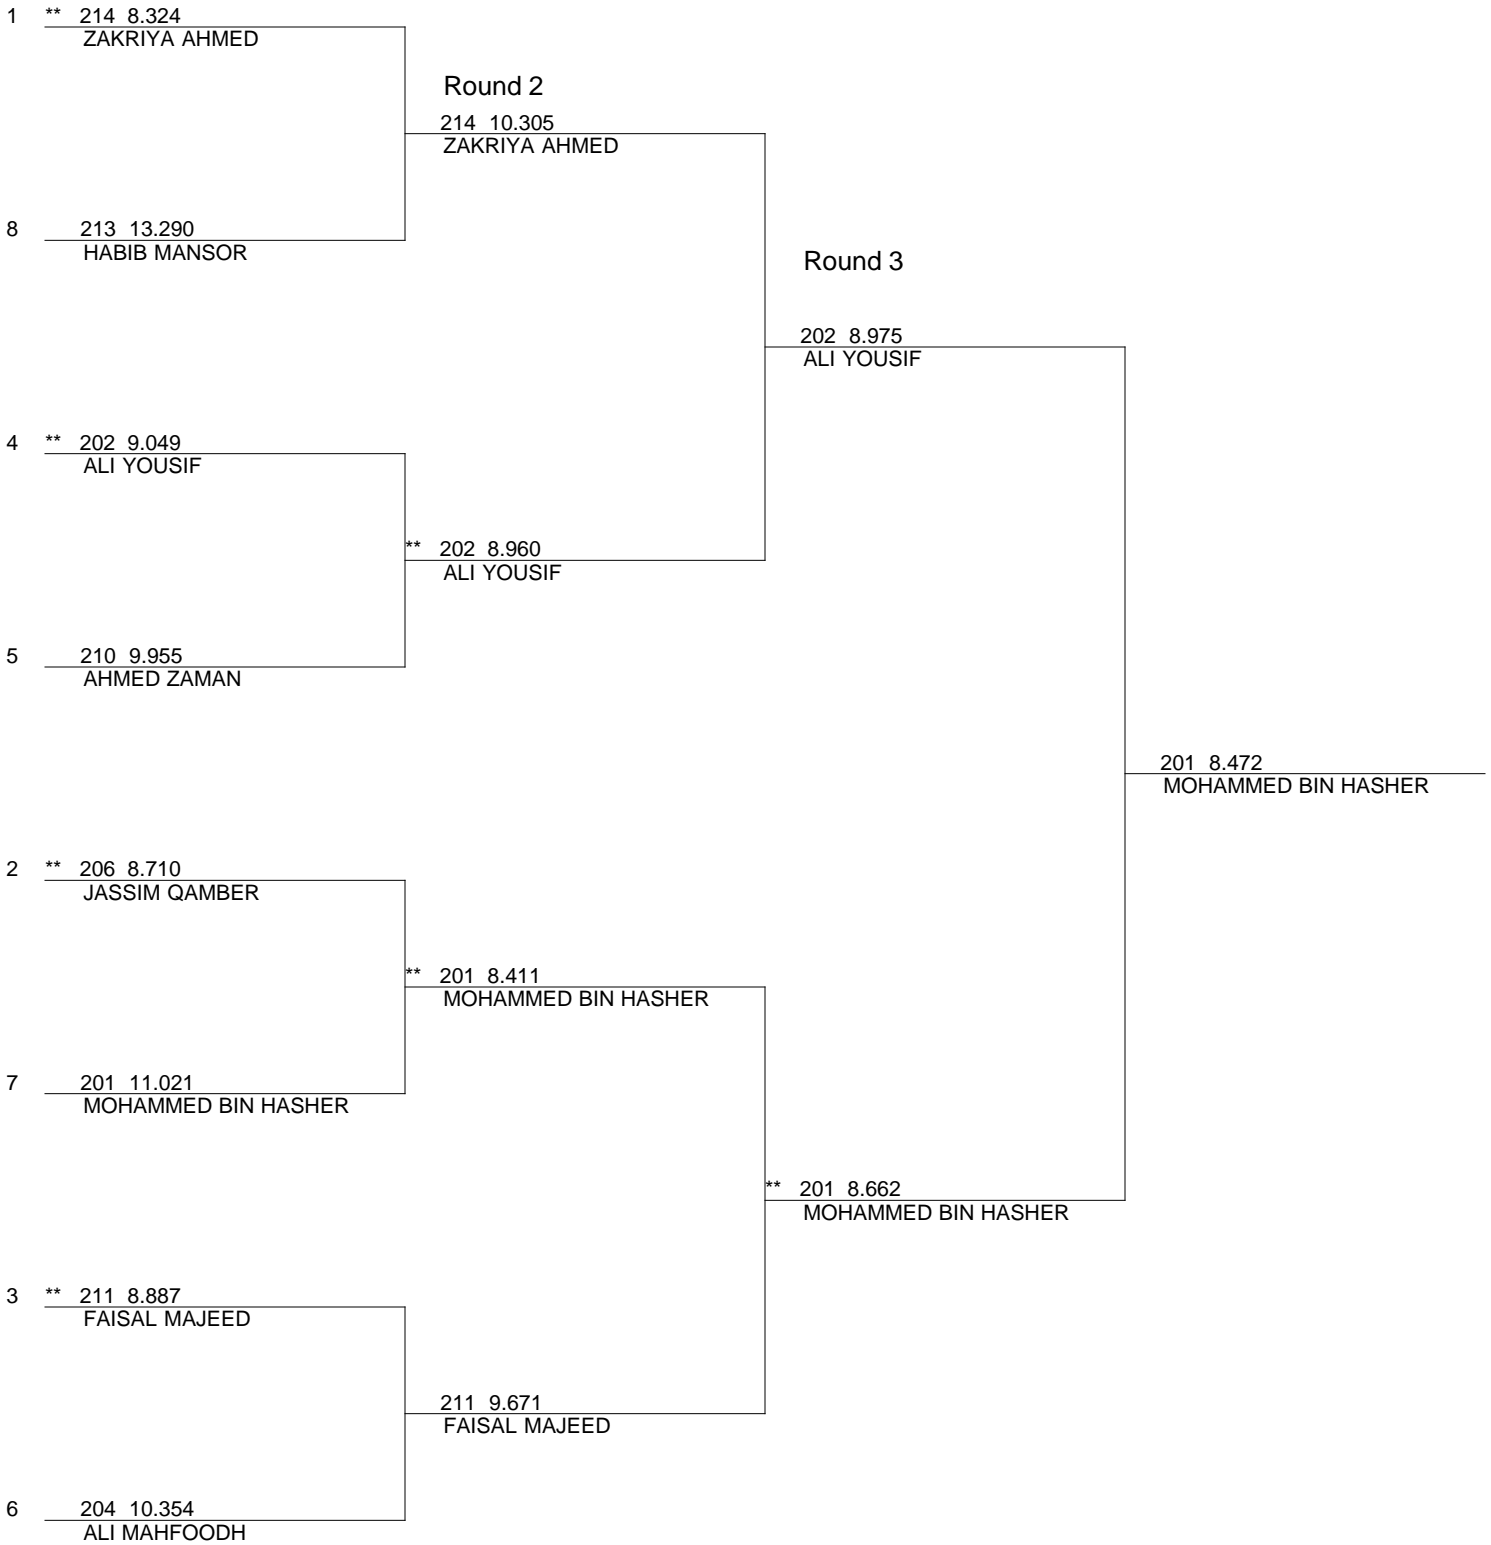 1 ** 214 8.324
ZAKRIYA AHMED
Round 2
214 10.305
ZAKRIYA AHMED
8 213 13.290
HABIB MANSOR
Round 3
202 8.975
ALI YOUSIF
4 ** 202 9.049
ALI YOUSIF
** 202 8.960
ALI YOUSIF
5 210 9.955
AHMED ZAMAN
201 8.472
MOHAMMED BIN HASHER
2 ** 206 8.710
JASSIM QAMBER
** 201 8.411
MOHAMMED BIN HASHER
7 201 11.021
MOHAMMED BIN HASHER
** 201 8.662
MOHAMMED BIN HASHER
3 ** 211 8.887
FAISAL MAJEED
211 9.671
FAISAL MAJEED
6 204 10.354
ALI MAHFOODH